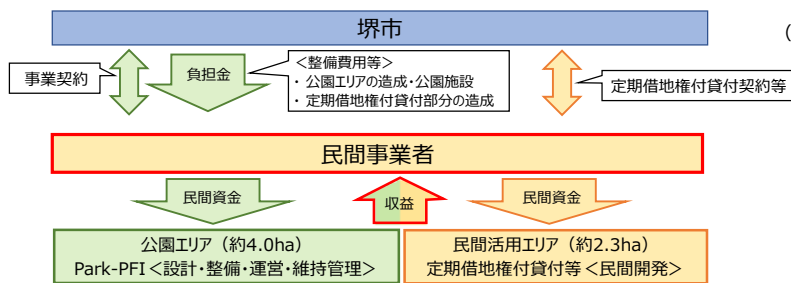 堺市
(
事業契約
負担金
＜整備費用等＞
・ 公園エリアの造成・公園施設
・ 定期借地権付貸付部分の造成
定期借地権付貸付契約等
民間事業者
民間資金
収益
民間資金
公園エリア（約4.0ha）
Park-PFI＜設計・整備・運営・維持管理＞
民間活用エリア（約2.3ha）
定期借地権付貸付等＜民間開発＞